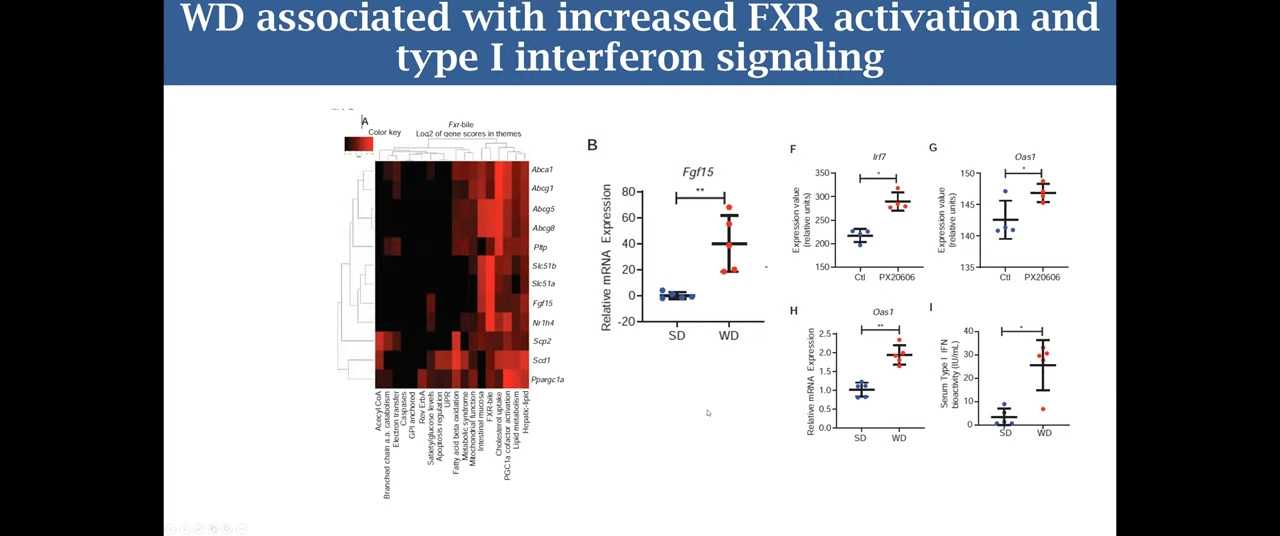 WD associated with increased FXR activation and
type I interferon signaling
A
Color key
Fxr-bile
Log2 of gene scores in themes
Abca1
Abcg1
Abcg5
Abcg8
Pltp
Slc51b
Slc51a
Fgf15
Nr1h4
Scp2
Scd1
Ppargc1a
Acecyl CoA
Branched chain a.a. catabolism
Electron transfer
Caspases
GPI anchored
Rev ErbA
Satiety/glucose levels
Apoptosis regulation
UPR
Fatty acid beta oxidation
Metabolic syndrome
Mitochondrial function
Intestinal mucosa
FXR-bile
Cholesterol uptake
PGC1a cofactor activation
Lipid metabolism
Hepatic-lipid
B
Fgf15
**
Relative mRNA Expression
80
60
40
20
0
-20
SD WD
F
Irf7
*
Expression value
(relative units)
350
300
250
200
150
Ctl PX20606
G
Oas1
*
Expression value
(relative units)
150
145
140
135
Ctl PX20606
H
Oas1
**
Relative mRNA Expression
2.5
2.0
1.5
1.0
0.5
0.0
SD WD
I
*
Serum Type I IFN
bioactivity (IU/mL)
40
30
20
10
0
SD WD